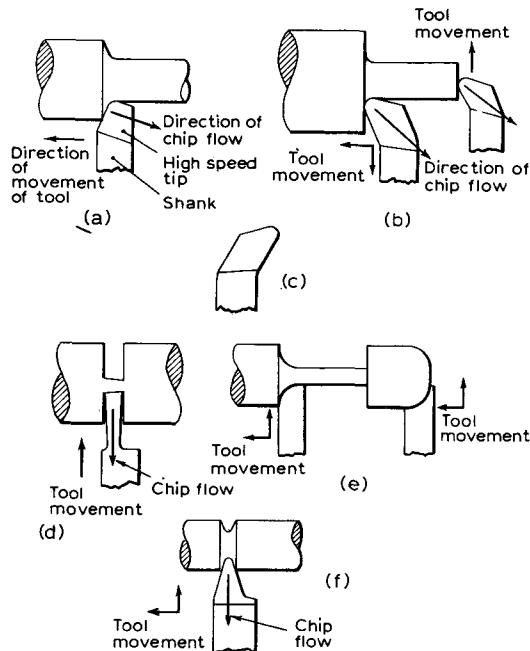 Direction of
chip flow
High speed
tip
Shank
Direction
of
movement
of tool
(a)
Tool
movement
Tool
movement
Direction of
chip flow
(b)
(c)
Tool
movement
Chip flow
(d)
Tool
movement
Tool
movement
(e)
Tool
movement
Chip
flow
(f)